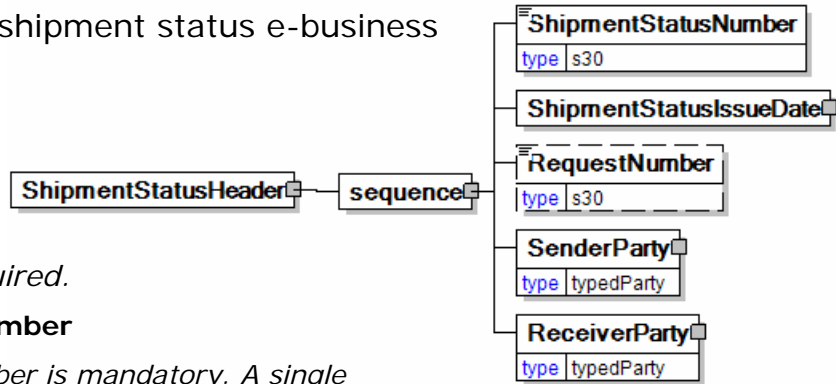 shipment status e-business
ShipmentStatusNumber
type s30
ShipmentStatusIssueDate
RequestNumber
type s30
ShipmentStatusHeader
sequence
SenderParty
type typedParty
uired.
ReceiverParty
type typedParty
mber
ber is mandatory. A single